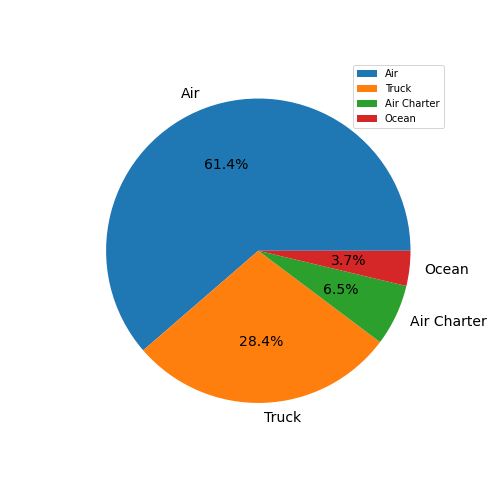 Air
Air
Truck
Air Charter
Ocean
61.4%
3.7%
Ocean
6.5%
Air Charter
28.4%
Truck